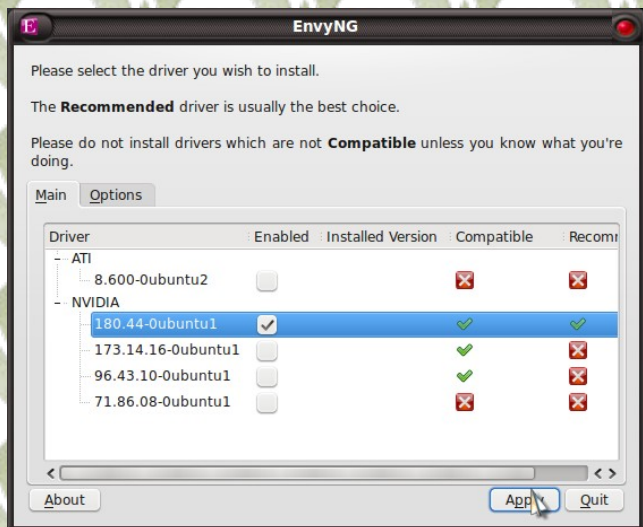 EnvyNG
Please select the driver you wish to install.
The Recommended driver is usually the best choice.
Please do not install drivers which are not Compatible unless you know what you're
doing.
Main Options
Driver Enabled Installed Version Compatible Recomm
ATI
8.600-0ubuntu2
NVIDIA
180.44-0ubuntu1
173.14.16-0ubuntu1
96.43.10-0ubuntu1
71.86.08-0ubuntu1
About Apply Quit